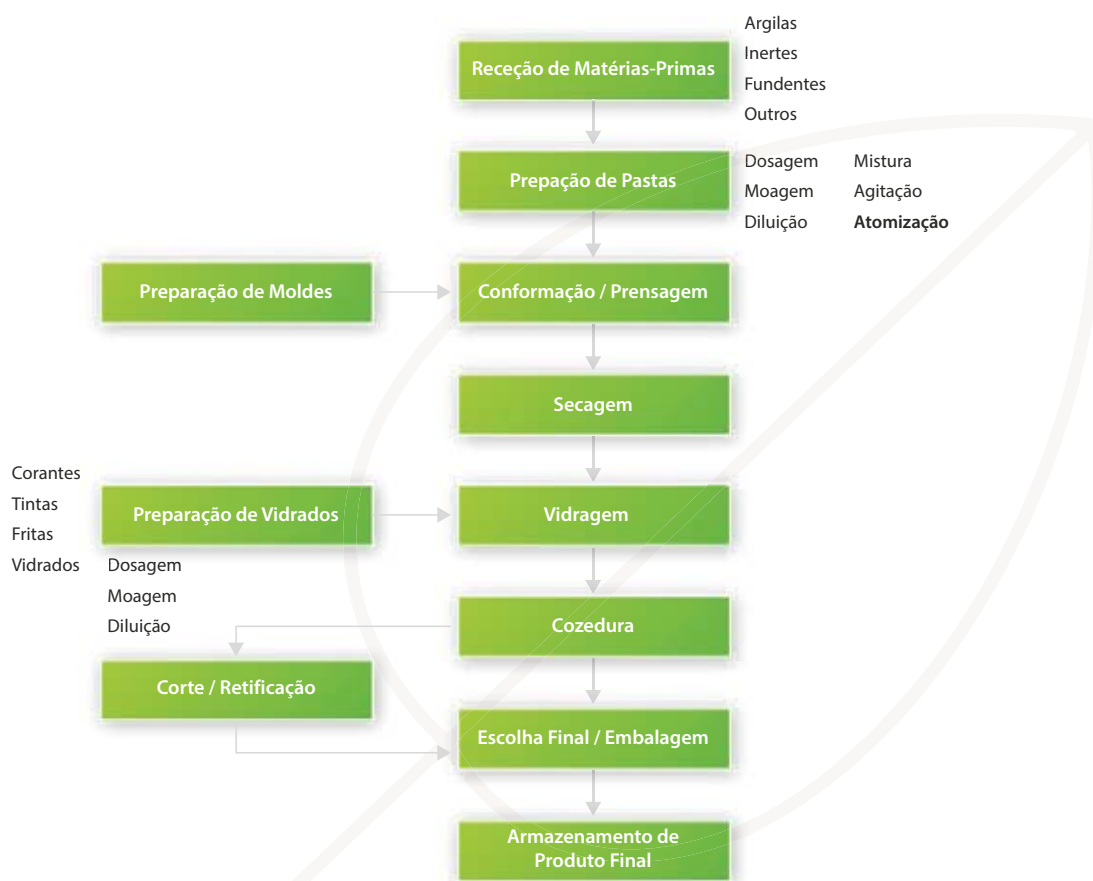 Receção de Matérias-Primas
Argilas
Inertes
Fundentes
Outros
Prepação de Pastas
Dosagem Mistura
Moagem Agitação
Diluição Atomização
Preparação de Moldes
Conformação / Prensagem
Secagem
Corantes
Tintas
Fritas
Vidrados
Preparação de Vidrados
Dosagem
Moagem
Diluição
Vidragem
Cozedura
Corte / Retificação
Escolha Final / Embalagem
Armazenamento de
Produto Final